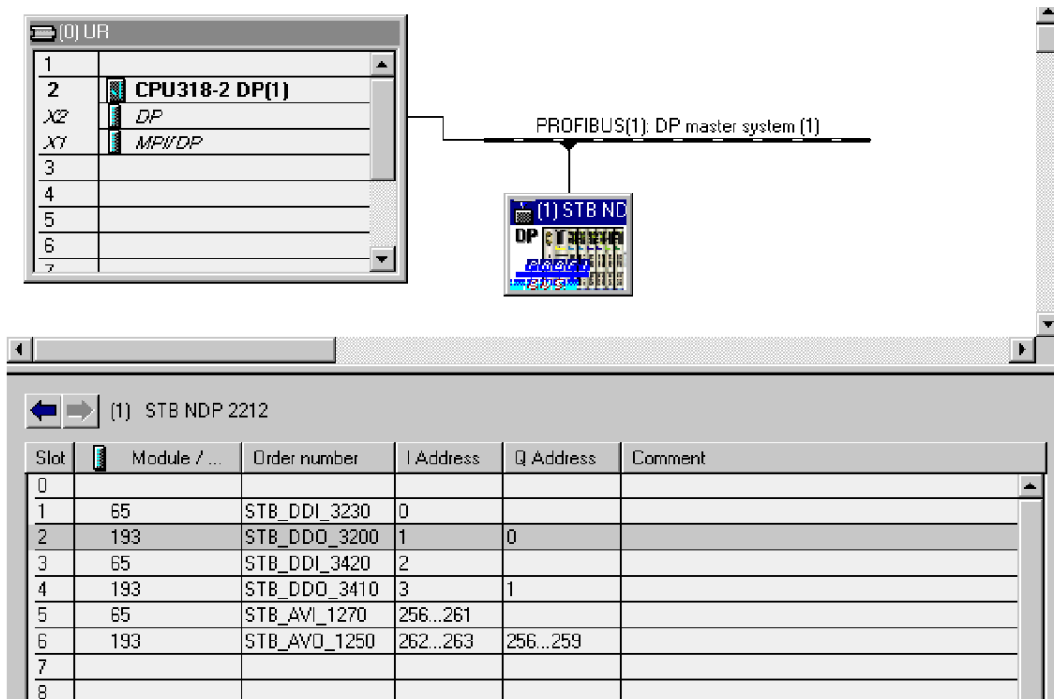 (0) UR
1
2 CPU318-2 DP(1)
X2 DP
X1 MPI/DP
3
4
5
6
7
PROFIBUS(1): DP master system (1)
(1) STB ND
DP
(1) STB NDP 2212
Slot Module / ... Order number I Address Q Address Comment
0
1 65 STB_DDI_3230 0
2 193 STB_DDO_3200 1 0
3 65 STB_DDI_3420 2
4 193 STB_DDO_3410 3 1
5 65 STB_AVI_1270 256...261
6 193 STB_AVO_1250 262...263 256...259
7
8